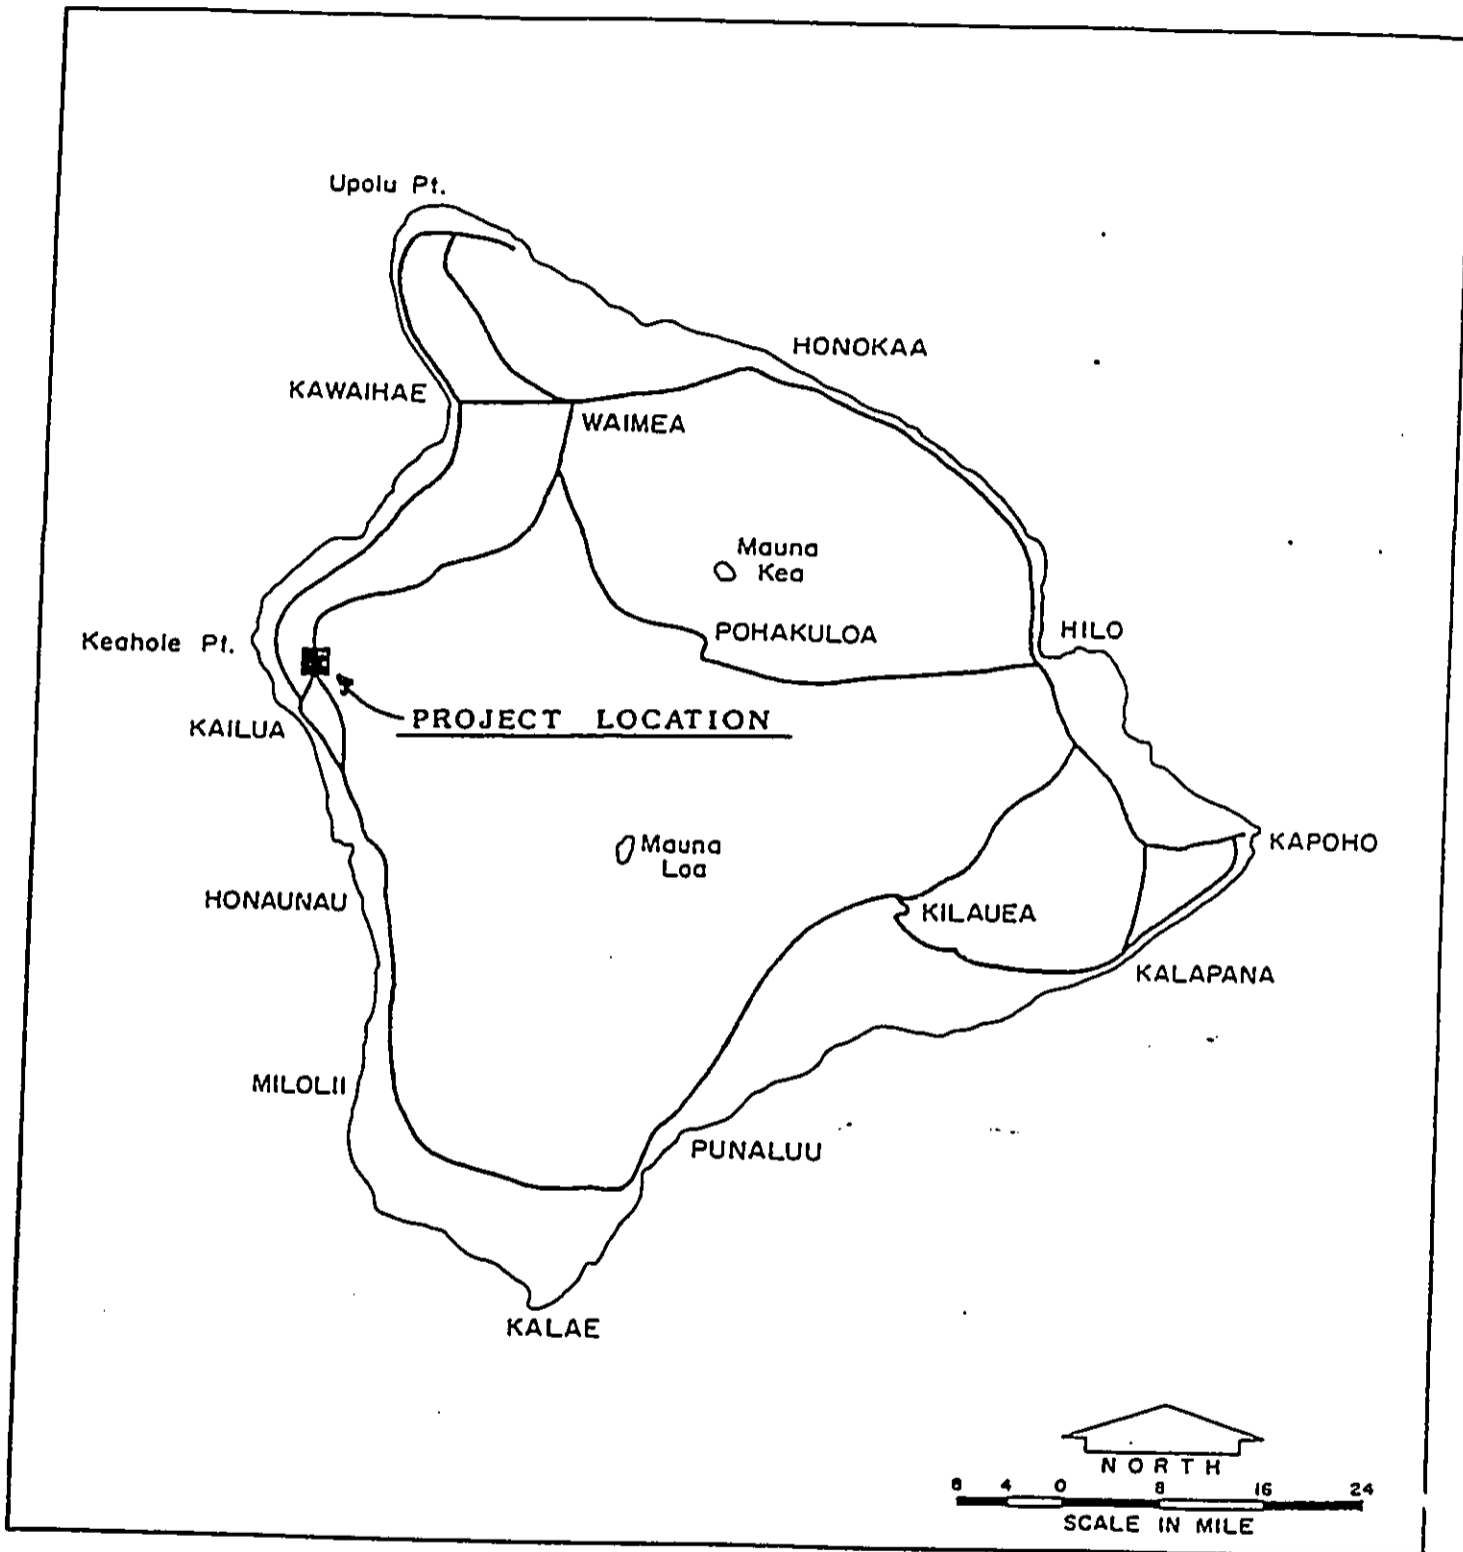 Upolu Pt.
HONOKAA
KAWAIHAE
WAIMEA
Mauna
Kea
POHAKULOA
HILO
Keahole Pt.
KAILUA
PROJECT LOCATION
Mauna
Loa
KAPOHO
HONAUNAU
KILAUEA
KALAPANA
MILOLII
PUNALUU
KALAE
NORTH
8 4 0 8 16 24
SCALE IN MILE